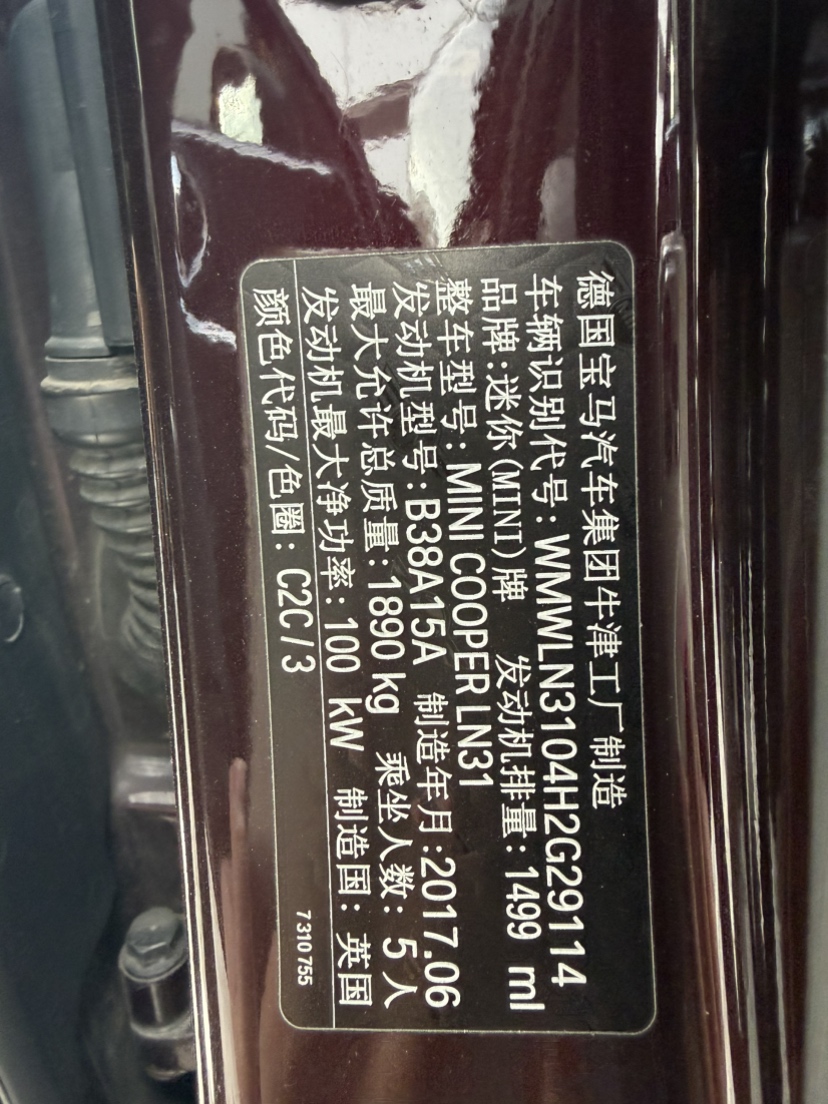 德国宝马汽车集团牛津工厂制造
车辆识别代号:WMWLN3104H2G29114
品牌:迷你(MINI)牌 发动机排量:1499 ml
整车型号:MINI COOPER LN31
发动机型号:B38A15A 制造年月:2017.06
最大允许总质量:1890 kg 乘坐人数:5人
发动机最大净功率:100 kW 制造国:英国
颜色代码/色圈:C2C/3
7 310 755